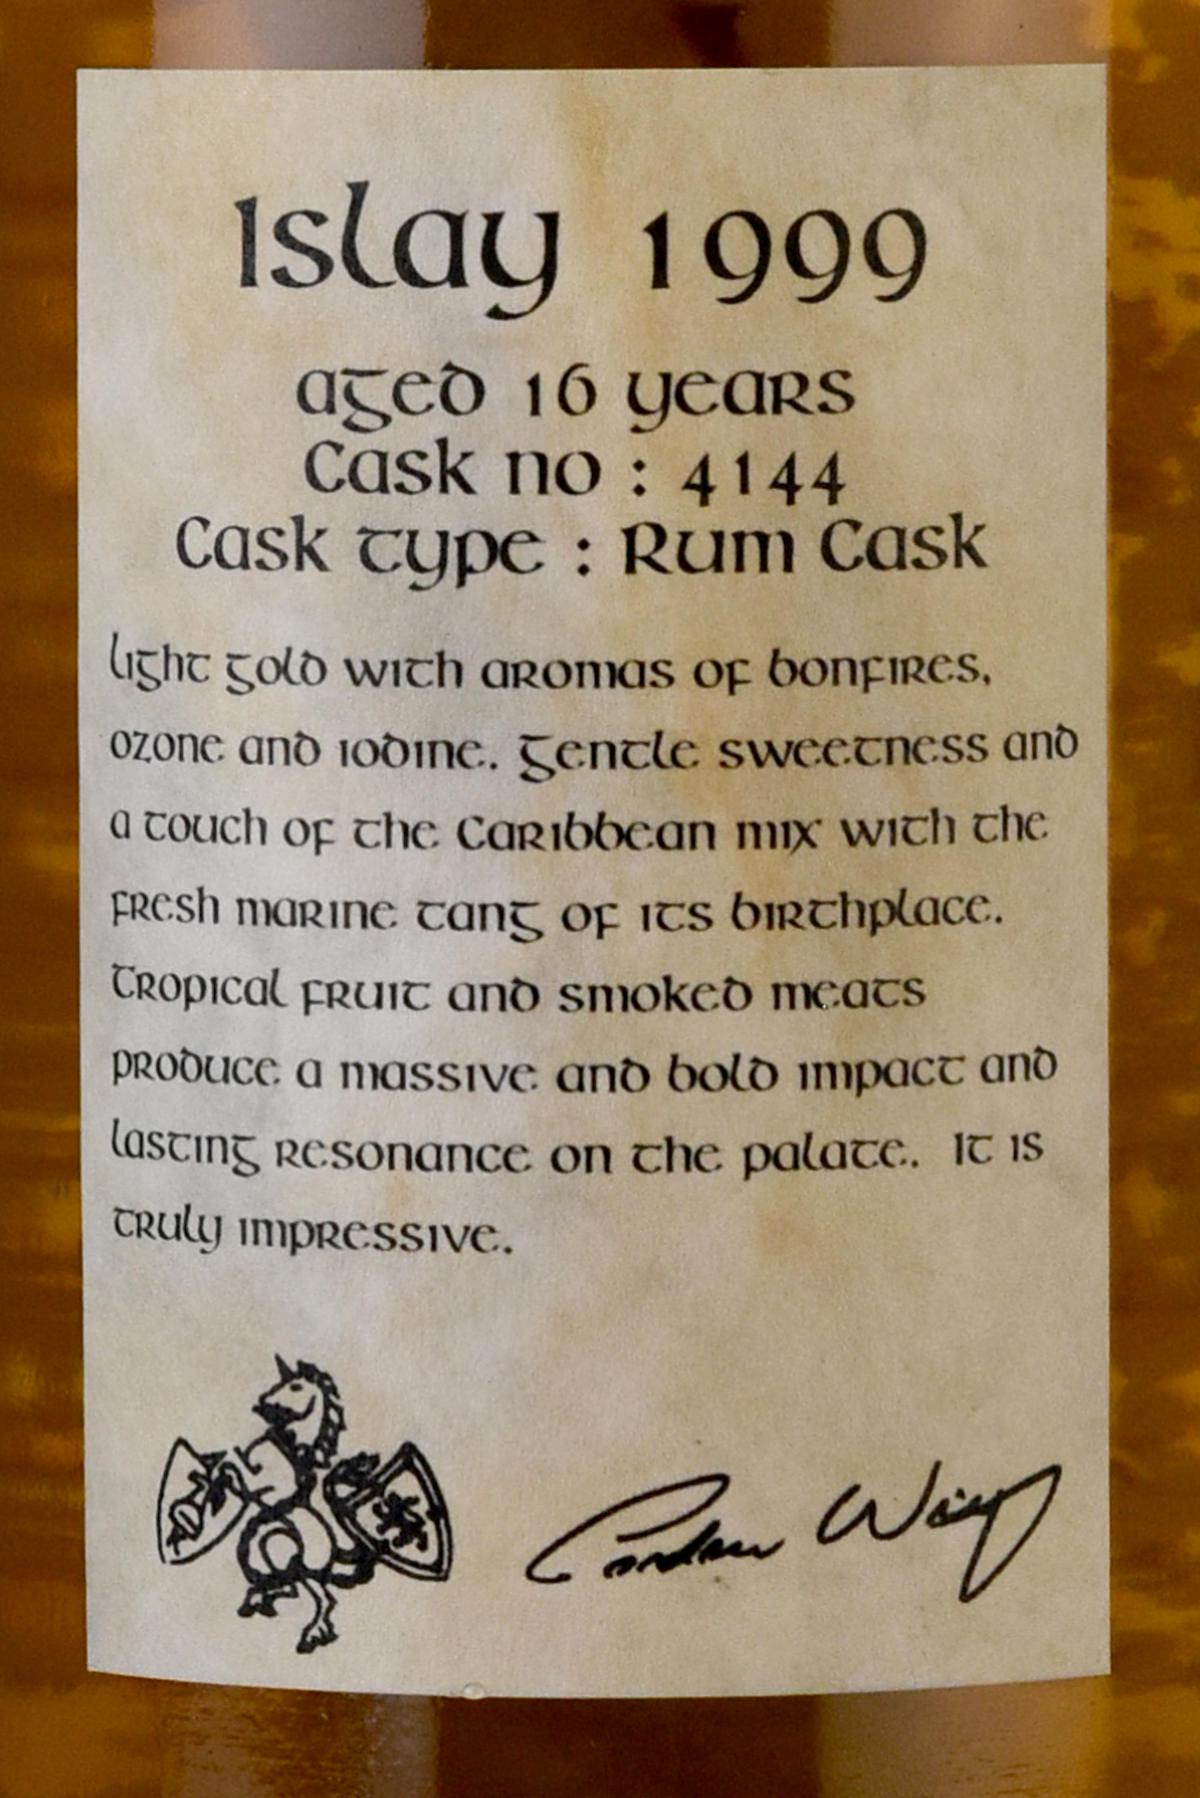 Islay 1999
aged 16 years
Cask no : 4144
Cask type : Rum Cask
Light gold with aromas of bonfires,
ozone and iodine. Gentle sweetness and
a touch of the Caribbean mix with the
fresh marine tang of its birthplace.
Tropical fruit and smoked meats
produce a massive and bold impact and
lasting resonance on the palate. It is
truly impressive.